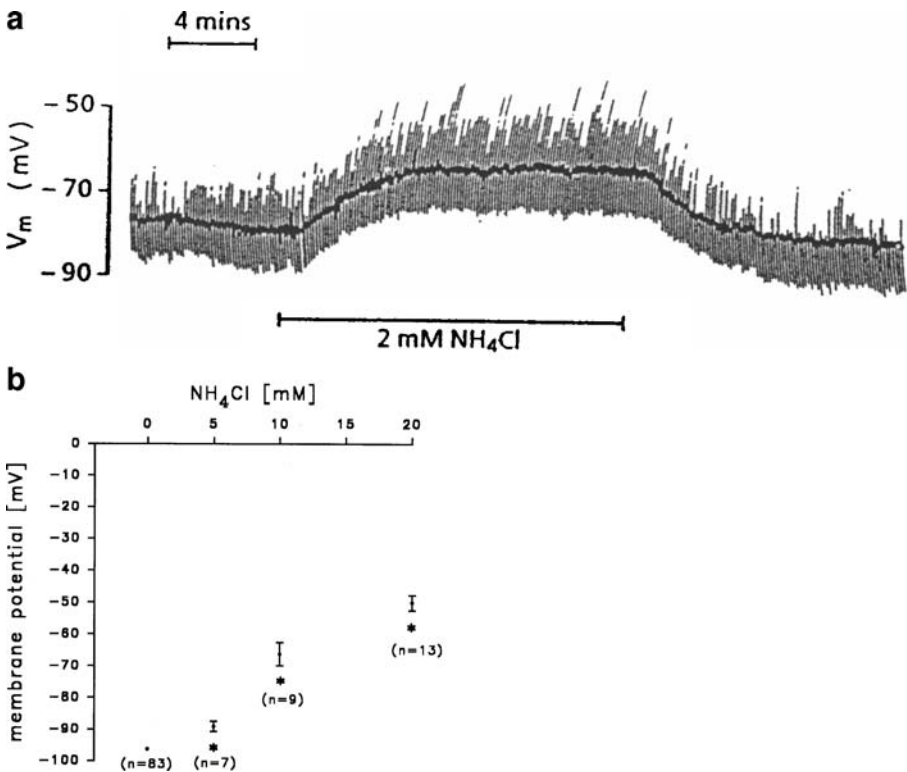 a
4 mins
−50
−70
−90
Vm (mV)
2 mM NH₄Cl
b
NH₄Cl [mM]
0 5 10 15 20
0
−10
−20
−30
−40
−50
−60
−70
−80
−90
−100
membrane potential [mV]
*
(n=13)
*
(n=9)
*
(n=83) (n=7)